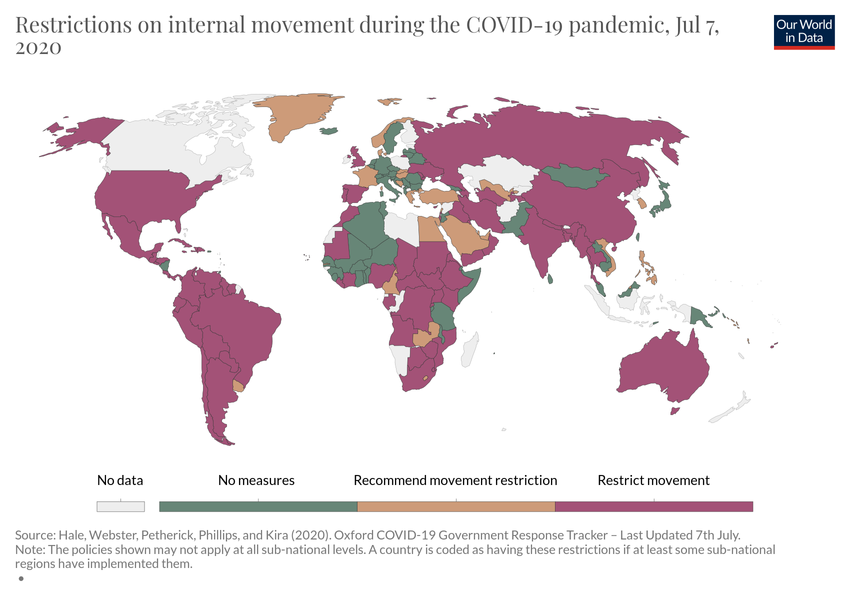 Restrictions on internal movement during the COVID-19 pandemic, Jul 7,
2020
Our World
in Data
No data
No measures
Recommend movement restriction
Restrict movement
Source: Hale, Webster, Petherick, Phillips, and Kira (2020). Oxford COVID-19 Government Response Tracker – Last Updated 7th July.
Note: The policies shown may not apply at all sub-national levels. A country is coded as having these restrictions if at least some sub-national
regions have implemented them.